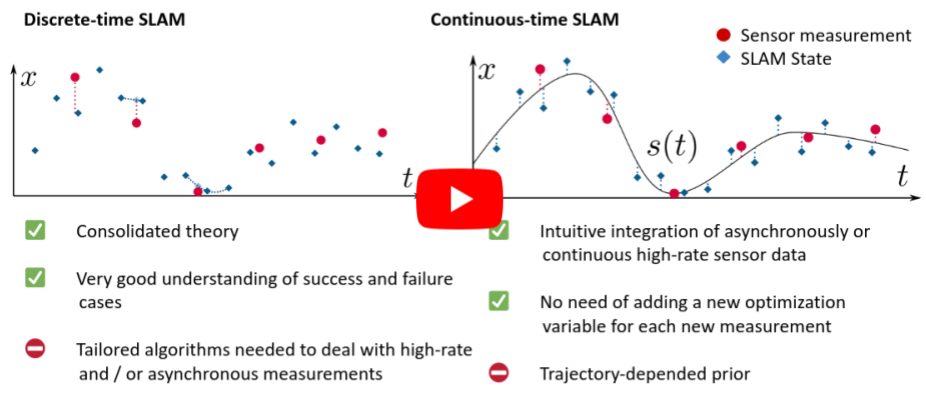 Discrete-time SLAM
x
t
Consolidated theory
Very good understanding of success and failure
cases
Tailored algorithms needed to deal with high-rate
and / or asynchronous measurements
Continuous-time SLAM
Sensor measurement
SLAM State
x
s(t)
t
Intuitive integration of asynchronously or
continuous high-rate sensor data
No need of adding a new optimization
variable for each new measurement
Trajectory-depended prior